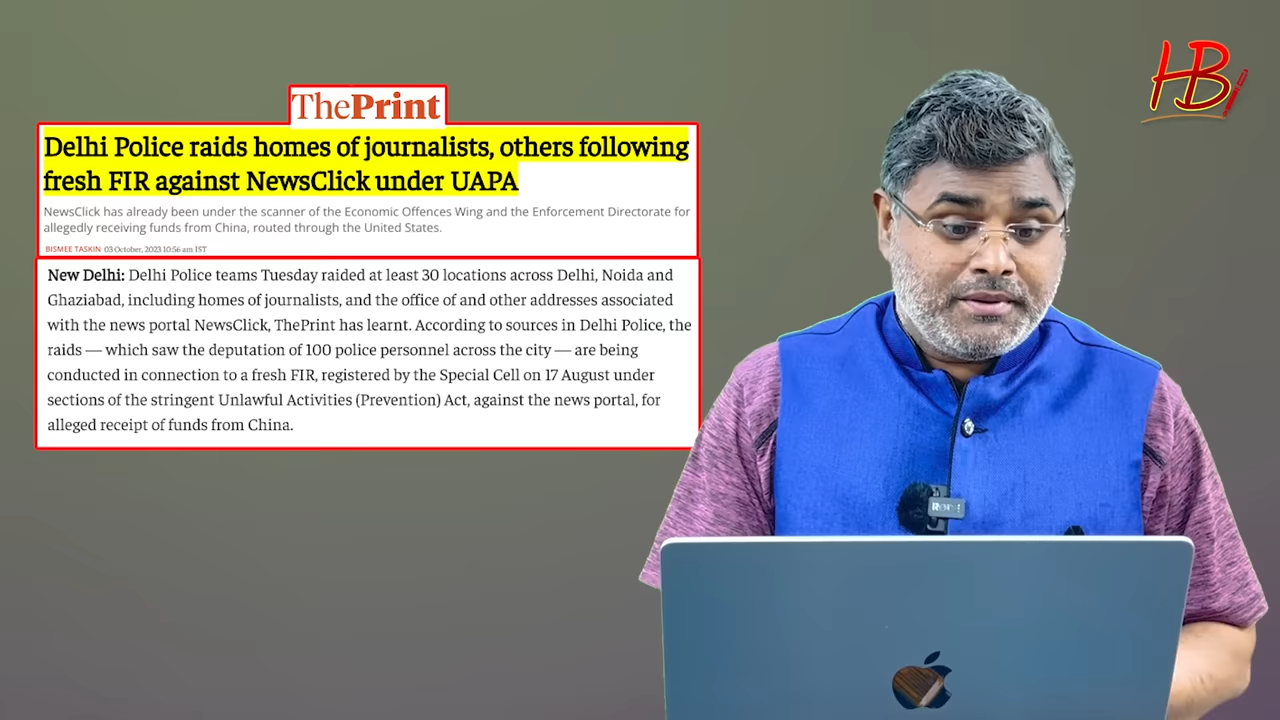 ThePrint
Delhi Police raids homes of journalists, others following
fresh FIR against NewsClick under UAPA
NewsClick has already been under the scanner of the Economic Offences Wing and the Enforcement Directorate for
allegedly receiving funds from China, routed through the United States.
BISMEE TASKIN 03 October, 2023 10:56 am IST
New Delhi: Delhi Police teams Tuesday raided at least 30 locations across Delhi, Noida and
Ghaziabad, including homes of journalists, and the office of and other addresses associated
with the news portal NewsClick, ThePrint has learnt. According to sources in Delhi Police, the
raids — which saw the deputation of 100 police personnel across the city — are being
conducted in connection to a fresh FIR, registered by the Special Cell on 17 August under
sections of the stringent Unlawful Activities (Prevention) Act, against the news portal, for
alleged receipt of funds from China.
HB
RODE